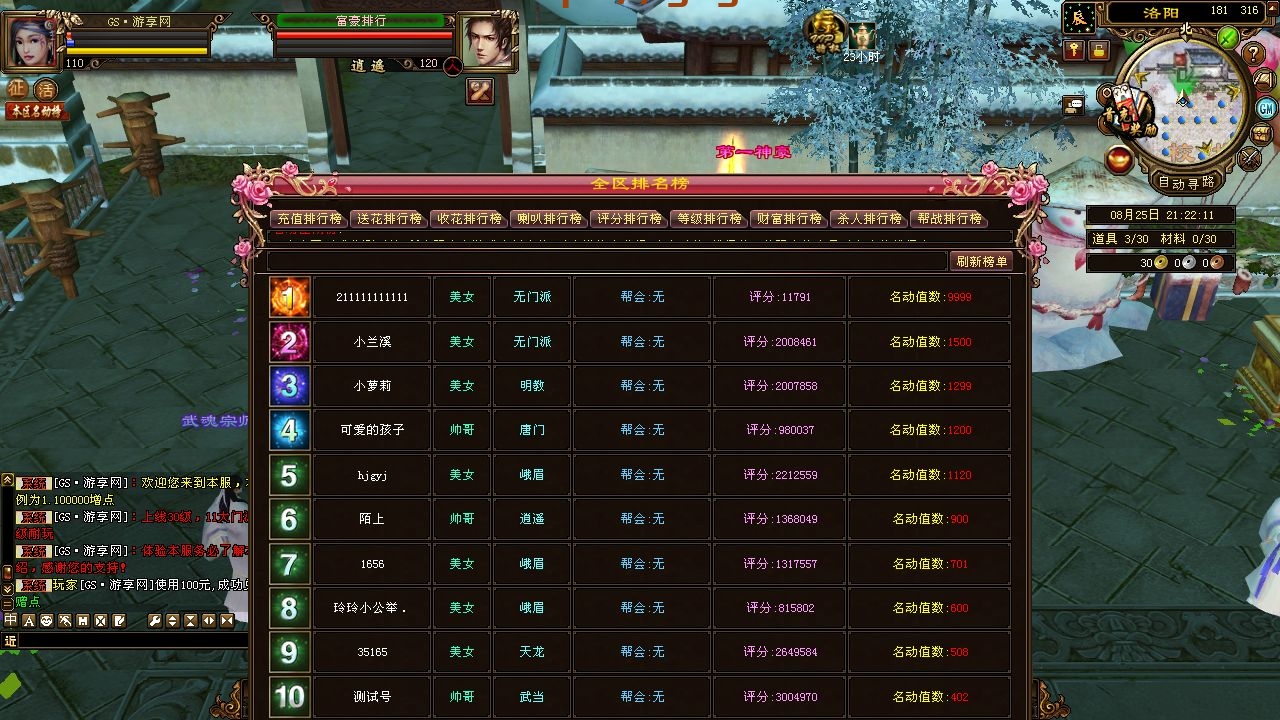 GS·游享网
110
富豪排行
逍遥 120
23小时
辰
洛阳 181 316
北
GM
自动寻路
征 活
本区名动榜
第一神豪
08月25日 21:22:11
道具 3/30 材料 0/30
30 0 0
全区排名榜
充值排行榜 送花排行榜 收花排行榜 喇叭排行榜 评分排行榜 等级排行榜 财富排行榜 杀人排行榜 帮战排行榜
刷新榜单
1 211111111111 美女 无门派 帮会:无 评分:11791 名动值数:9999
2 小兰溪 美女 无门派 帮会:无 评分:2008461 名动值数:1500
3 小萝莉 美女 明教 帮会:无 评分:2007858 名动值数:1299
4 可爱的孩子 帅哥 唐门 帮会:无 评分:980037 名动值数:1200
5 hjgyj 美女 峨眉 帮会:无 评分:2212559 名动值数:1120
6 陌上 帅哥 逍遥 帮会:无 评分:1368049 名动值数:900
7 1656 美女 峨眉 帮会:无 评分:1317557 名动值数:701
8 玲玲小公举. 美女 峨眉 帮会:无 评分:815802 名动值数:600
9 35165 美女 天龙 帮会:无 评分:2649584 名动值数:508
10 测试号 帅哥 武当 帮会:无 评分:3004970 名动值数:402
武魂宗师
系统[GS·游享网]:欢迎您来到本服,
例为1.100000增点
系统[GS·游享网]:上线30级,11大门
级耐玩
系统[GS·游享网]:体验本服务必了解
绍,感谢您的支持!
系统玩家[GS·游享网]使用100元,成功
赠点
近